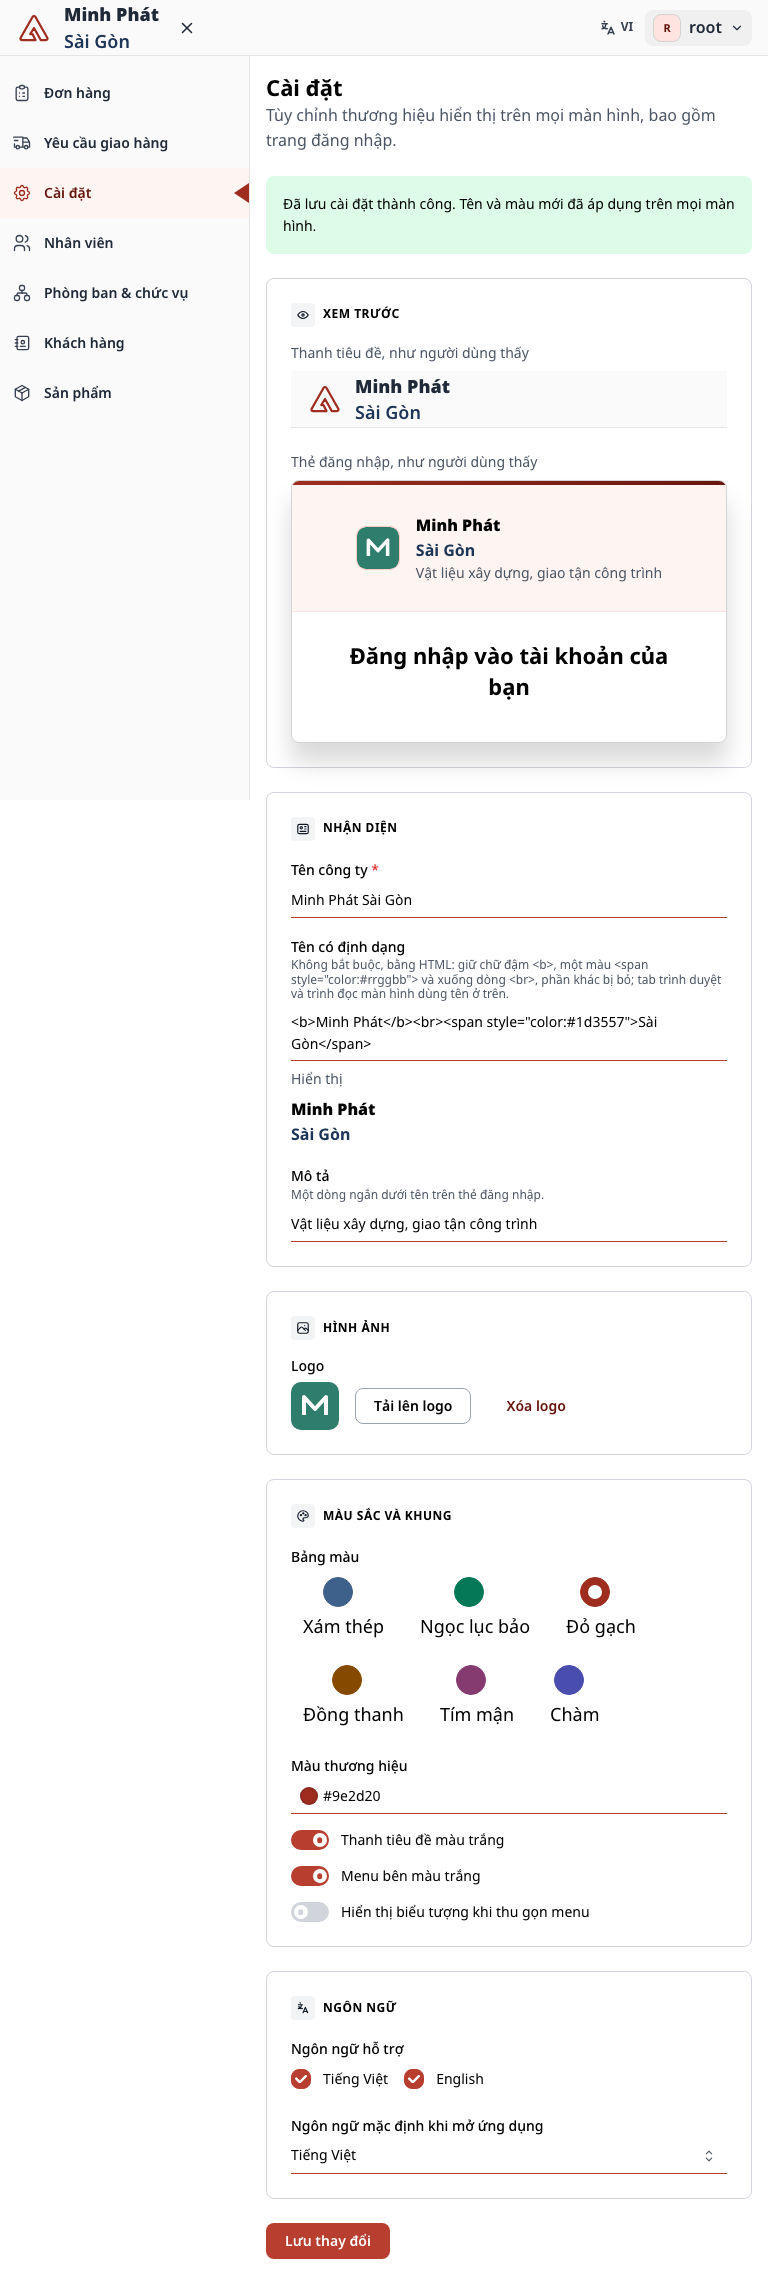 Minh Phát
Sài Gòn
VI
R
root
Đơn hàng
Yêu cầu giao hàng
Cài đặt
Nhân viên
Phòng ban & chức vụ
Khách hàng
Sản phẩm
Cài đặt
Tùy chỉnh thương hiệu hiển thị trên mọi màn hình, bao gồm
trang đăng nhập.
Đã lưu cài đặt thành công. Tên và màu mới đã áp dụng trên mọi màn
hình.
XEM TRƯỚC
Thanh tiêu đề, như người dùng thấy
Minh Phát
Sài Gòn
Thẻ đăng nhập, như người dùng thấy
M
Minh Phát
Sài Gòn
Vật liệu xây dựng, giao tận công trình
Đăng nhập vào tài khoản của
bạn
NHẬN DIỆN
Tên công ty *
Minh Phát Sài Gòn
Tên có định dạng
Không bắt buộc, bằng HTML: giữ chữ đậm <b>, một màu <span
style="color:#rrggbb"> và xuống dòng <br>, phần khác bị bỏ; tab trình duyệt
và trình đọc màn hình dùng tên ở trên.
<b>Minh Phát</b><br><span style="color:#1d3557">Sài
Gòn</span>
Hiển thị
Minh Phát
Sài Gòn
Mô tả
Một dòng ngắn dưới tên trên thẻ đăng nhập.
Vật liệu xây dựng, giao tận công trình
HÌNH ẢNH
Logo
M
Tải lên logo
Xóa logo
MÀU SẮC VÀ KHUNG
Bảng màu
Xám thép
Ngọc lục bảo
Đỏ gạch
Đồng thanh
Tím mận
Chàm
Màu thương hiệu
#9e2d20
Thanh tiêu đề màu trắng
Menu bên màu trắng
Hiển thị biểu tượng khi thu gọn menu
NGÔN NGỮ
Ngôn ngữ hỗ trợ
Tiếng Việt
English
Ngôn ngữ mặc định khi mở ứng dụng
Tiếng Việt
Lưu thay đổi